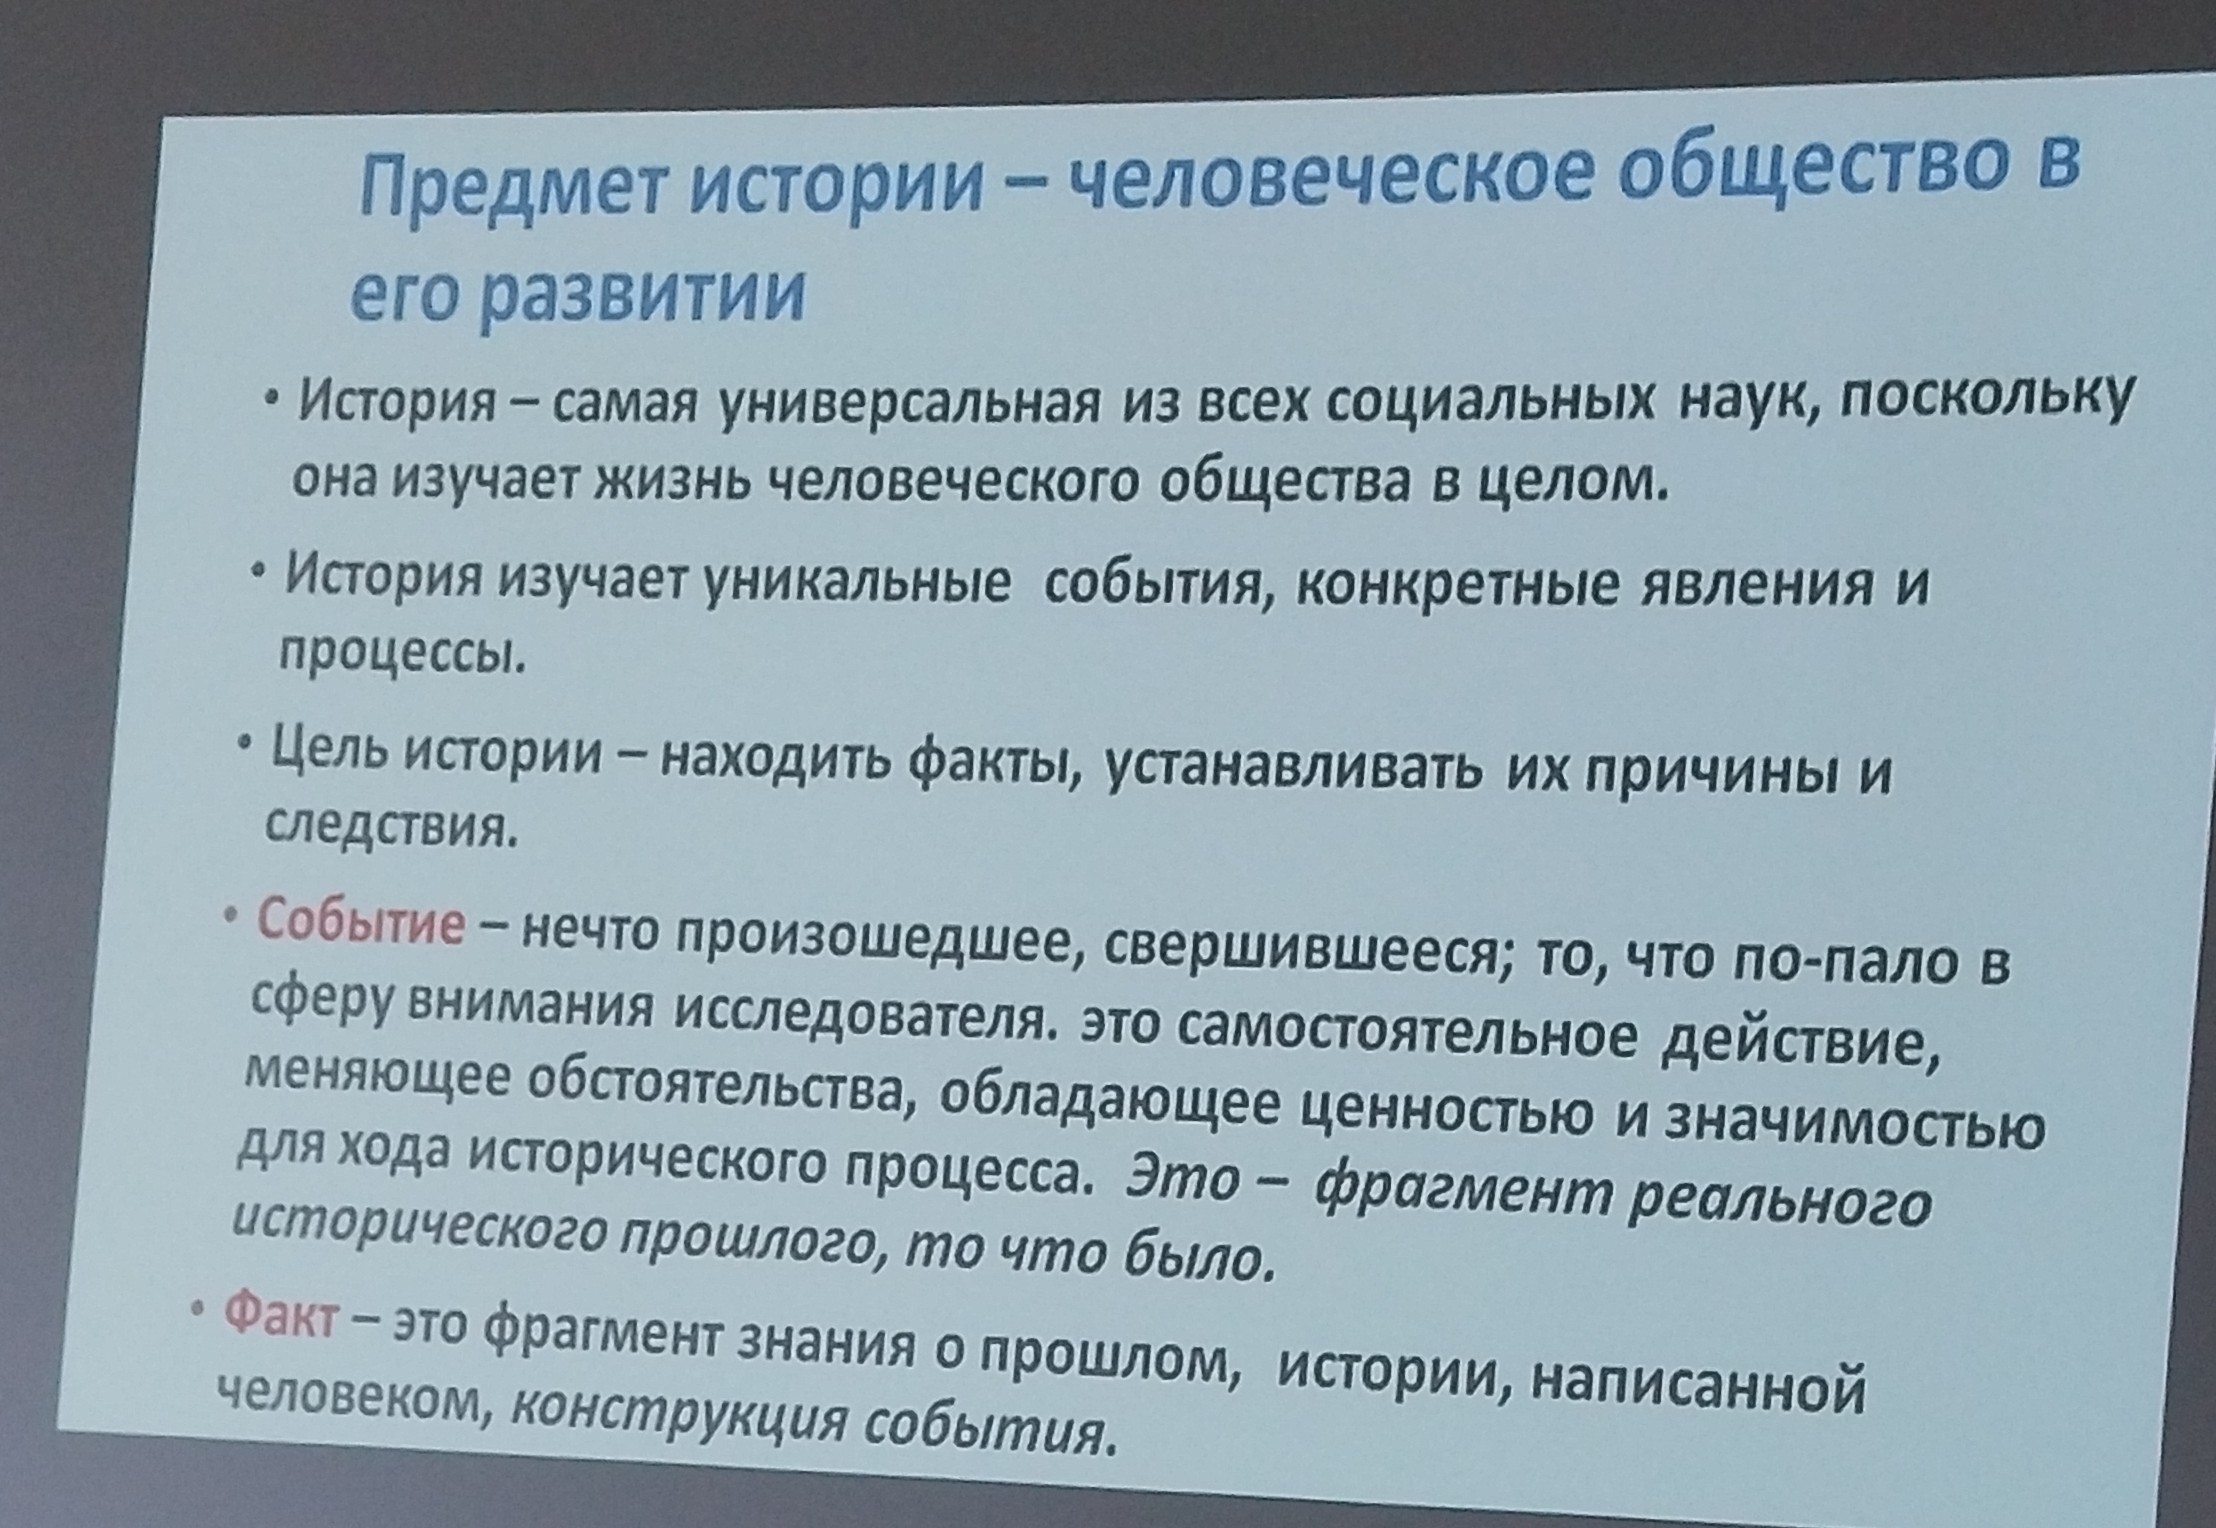 Предмет истории – человеческое общество в
его развитии
• История – самая универсальная из всех социальных наук, поскольку
она изучает жизнь человеческого общества в целом.
• История изучает уникальные события, конкретные явления и
процессы.
• Цель истории – находить факты, устанавливать их причины и
следствия.
• Событие – нечто произошедшее, свершившееся; то, что по-пало в
сферу внимания исследователя. это самостоятельное действие,
меняющее обстоятельства, обладающее ценностью и значимостью
для хода исторического процесса. Это – фрагмент реального
исторического прошлого, то что было.
• Факт – это фрагмент знания о прошлом, истории, написанной
человеком, конструкция события.